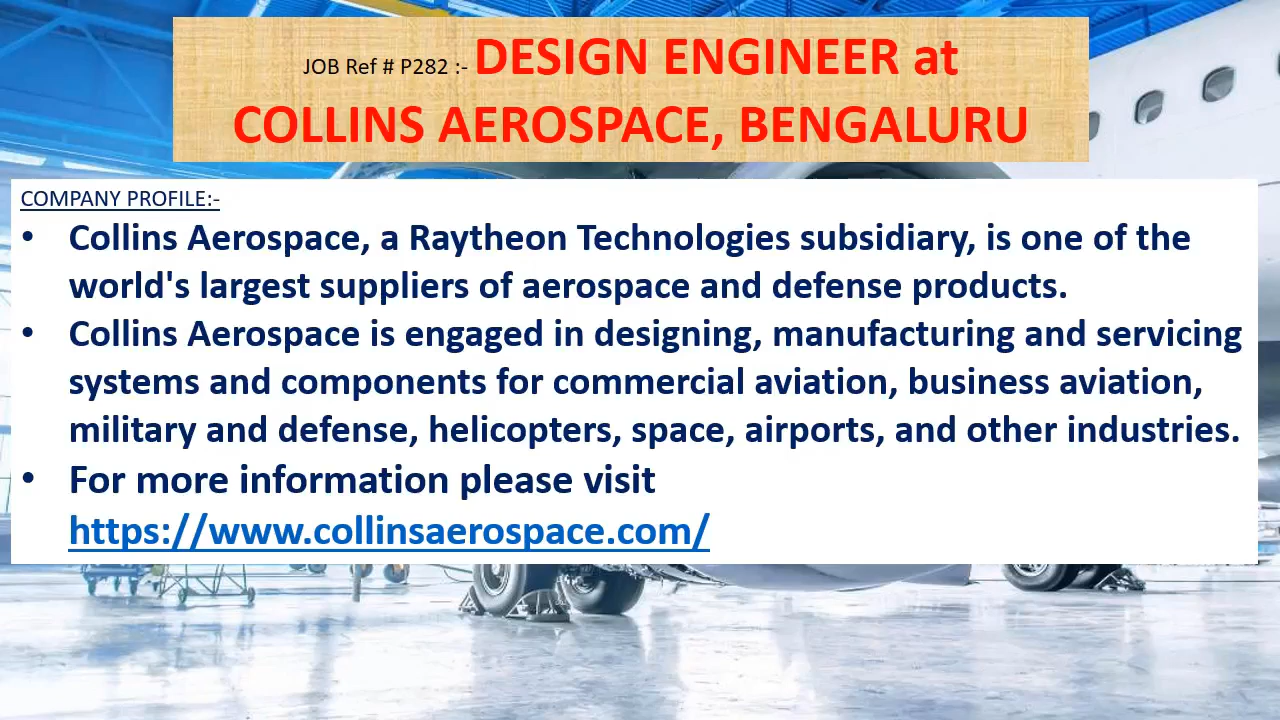 JOB Ref # P282 :- DESIGN ENGINEER at
COLLINS AEROSPACE, BENGALURU
COMPANY PROFILE:-
• Collins Aerospace, a Raytheon Technologies subsidiary, is one of the
world's largest suppliers of aerospace and defense products.
• Collins Aerospace is engaged in designing, manufacturing and servicing
systems and components for commercial aviation, business aviation,
military and defense, helicopters, space, airports, and other industries.
• For more information please visit
https://www.collinsaerospace.com/